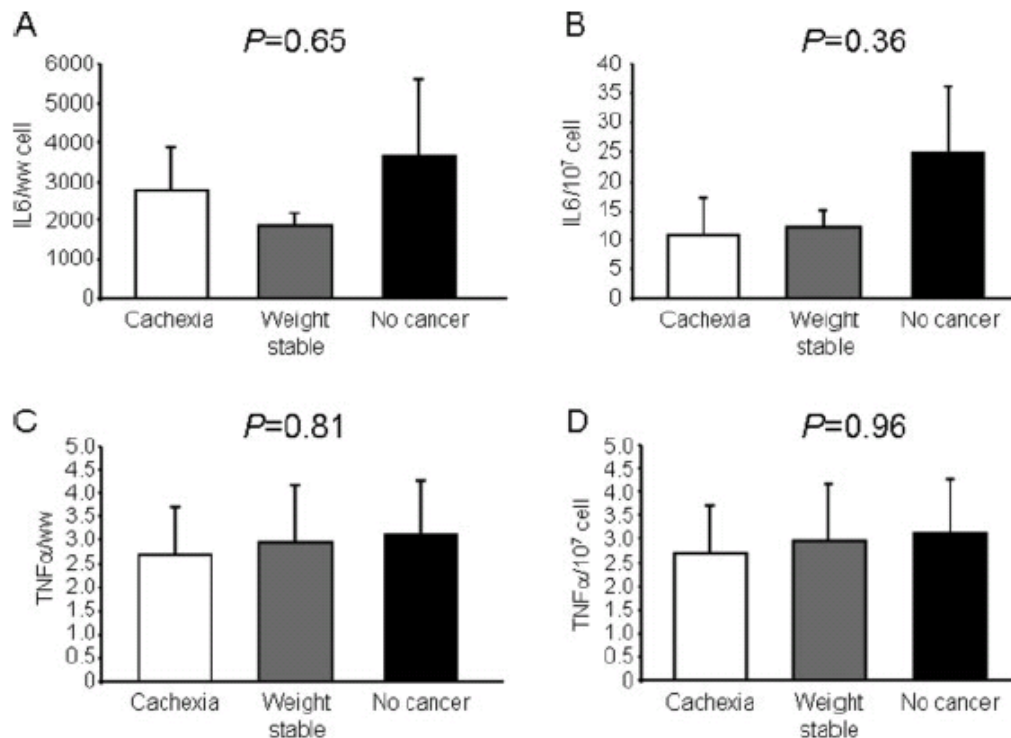 A
P=0.65
IL6/ww cell
6000
5000
4000
3000
2000
1000
0
Cachexia
Weight
stable
No cancer
B
P=0.36
IL6/10⁷ cell
40
35
30
25
20
15
10
5
0
Cachexia
Weight
stable
No cancer
C
P=0.81
TNFα/ww
5.0
4.5
4.0
3.5
3.0
2.5
2.0
1.5
1.0
0.5
0
Cachexia
Weight
stable
No cancer
D
P=0.96
TNFα/10⁷ cell
5.0
4.5
4.0
3.5
3.0
2.5
2.0
1.5
1.0
0.5
0
Cachexia
Weight
stable
No cancer